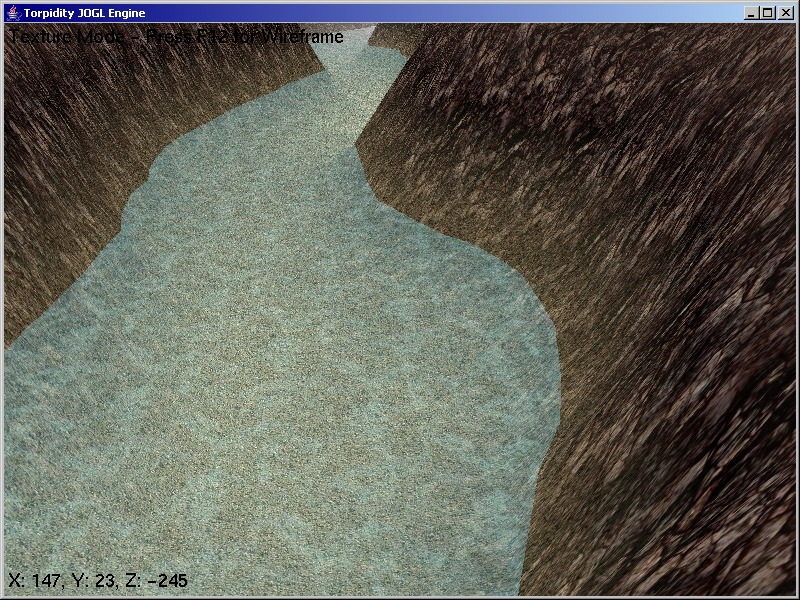 Torpidity JOGL Engine
Texture Mode - Press F12 for Wireframe
X: 147, Y: 23, Z: -245